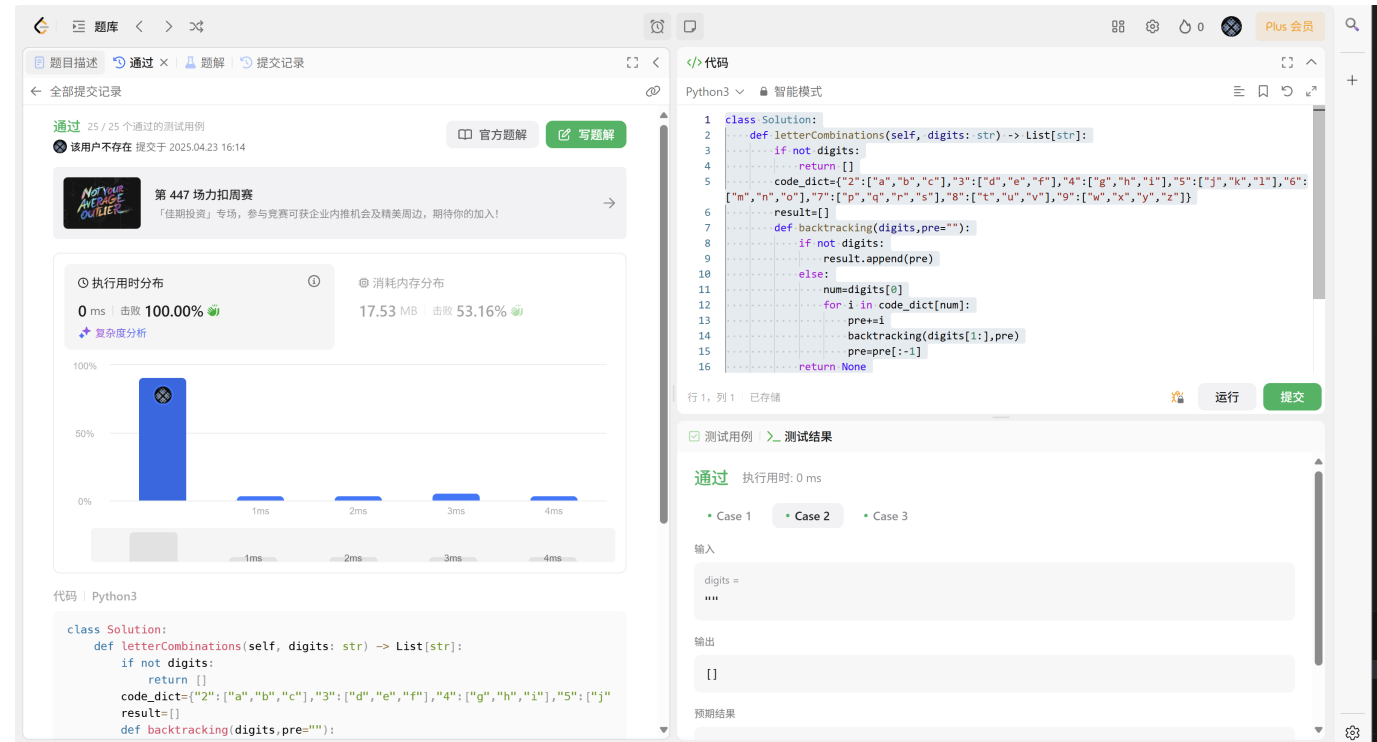 题库
0
Plus 会员
题目描述
通过
题解
提交记录
全部提交记录
通过 25 / 25 个通过的测试用例
该用户不存在 提交于 2025.04.23 16:14
官方题解
写题解
NOT YOUR
AVERAGE
OUTLIER
第 447 场力扣周赛
「佳期投资」专场，参与竞赛可获企业内推机会及精美周边，期待你的加入！
执行用时分布
0 ms 击败 100.00%
复杂度分析
消耗内存分布
17.53 MB 击败 53.16%
100%
50%
0%
1ms 2ms 3ms 4ms
1ms 2ms 3ms 4ms
代码 Python3
class Solution:
    def letterCombinations(self, digits: str) -> List[str]:
        if not digits:
            return []
        code_dict={"2":["a","b","c"],"3":["d","e","f"],"4":["g","h","i"],"5":["j"
        result=[]
        def backtracking(digits,pre=""):
</> 代码
Python3 智能模式
1 class Solution:
2     def letterCombinations(self, digits: str) -> List[str]:
3         if not digits:
4             return []
5         code_dict={"2":["a","b","c"],"3":["d","e","f"],"4":["g","h","i"],"5":["j","k","l"],"6":
["m","n","o"],"7":["p","q","r","s"],"8":["t","u","v"],"9":["w","x","y","z"]}
6         result=[]
7         def backtracking(digits,pre=""):
8             if not digits:
9                 result.append(pre)
10             else:
11                 num=digits[0]
12                 for i in code_dict[num]:
13                     pre+=i
14                     backtracking(digits[1:],pre)
15                     pre=pre[:-1]
16             return None
行 1，列 1 已存储
运行
提交
测试用例
测试结果
通过 执行用时: 0 ms
Case 1
Case 2
Case 3
输入
digits =
""
输出
[]
预期结果